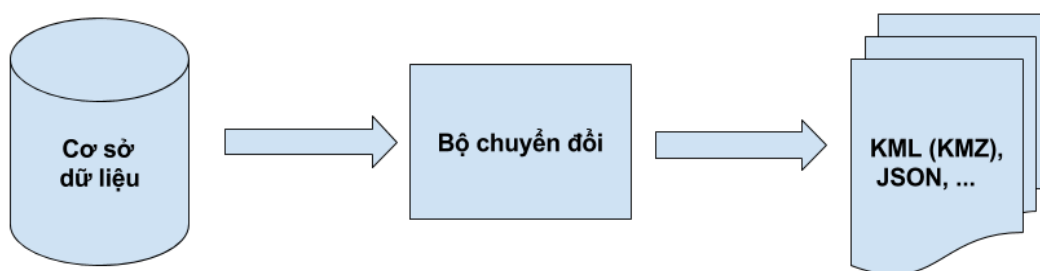 Cơ sở
dữ liệu
Bộ chuyển đổi
KML (KMZ),
JSON, ...